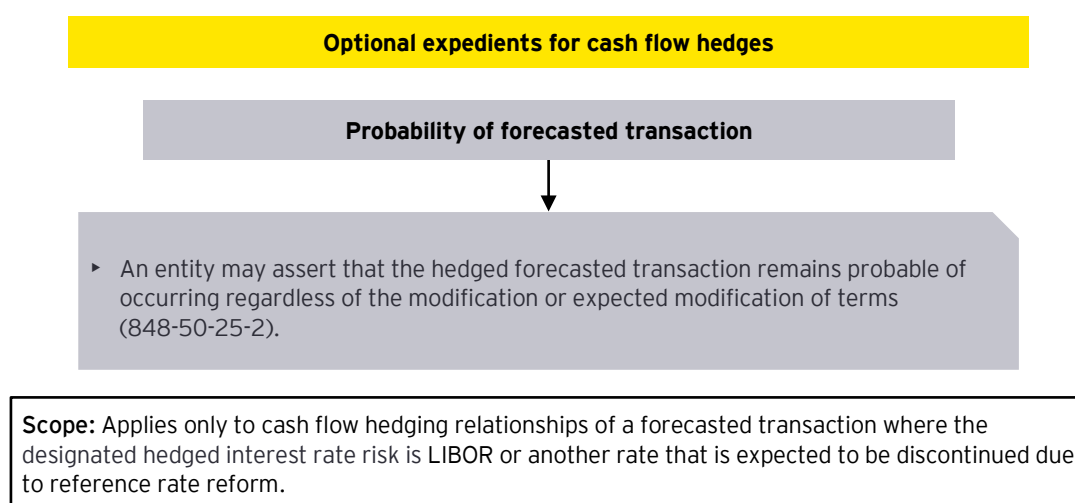 Optional expedients for cash flow hedges
Probability of forecasted transaction
‣ An entity may assert that the hedged forecasted transaction remains probable of
occurring regardless of the modification or expected modification of terms
(848-50-25-2).
Scope: Applies only to cash flow hedging relationships of a forecasted transaction where the
designated hedged interest rate risk is LIBOR or another rate that is expected to be discontinued due
to reference rate reform.